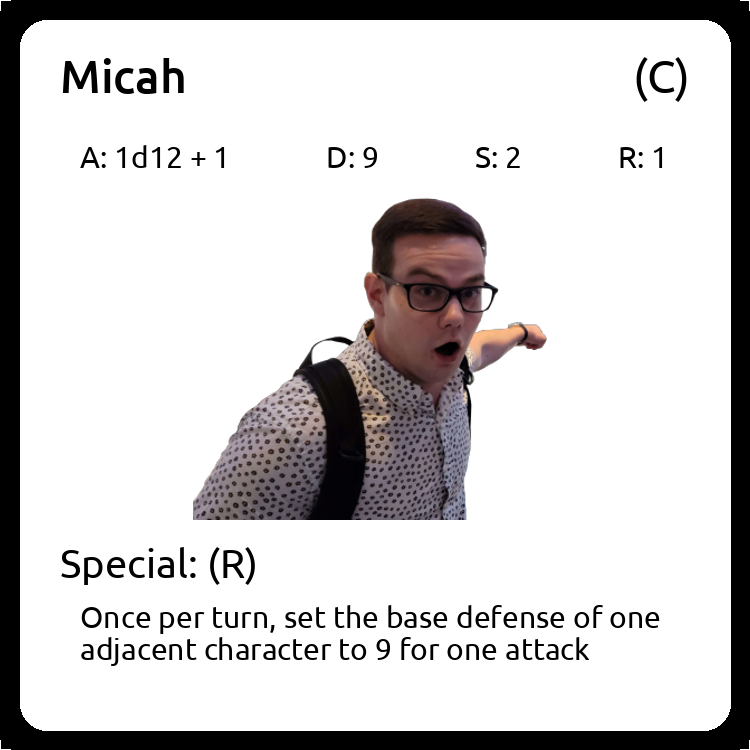 Micah (C)
A: 1d12 + 1 D: 9 S: 2 R: 1
Special: (R)
Once per turn, set the base defense of one
adjacent character to 9 for one attack